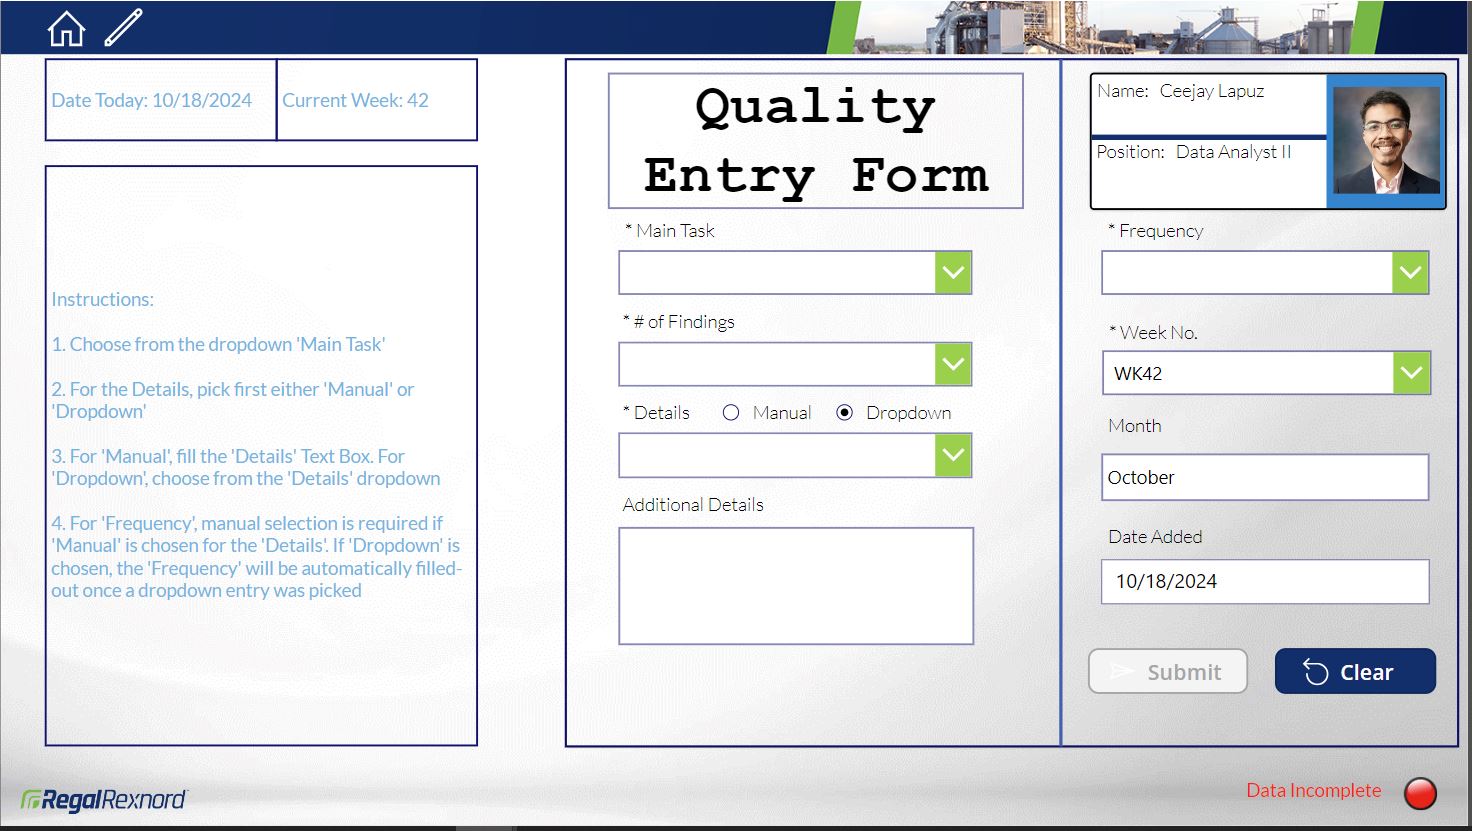 Date Today: 10/18/2024
Current Week: 42
Instructions:
1. Choose from the dropdown 'Main Task'
2. For the Details, pick first either 'Manual' or
'Dropdown'
3. For 'Manual', fill the 'Details' Text Box. For
'Dropdown', choose from the 'Details' dropdown
4. For 'Frequency', manual selection is required if
'Manual' is chosen for the 'Details'. If 'Dropdown' is
chosen, the 'Frequency' will be automatically filled-
out once a dropdown entry was picked
Quality
Entry Form
* Main Task
* # of Findings
* Details Manual Dropdown
Additional Details
Name: Ceejay Lapuz
Position: Data Analyst II
* Frequency
* Week No.
WK42
Month
October
Date Added
10/18/2024
Submit
Clear
RegalRexnord
Data Incomplete